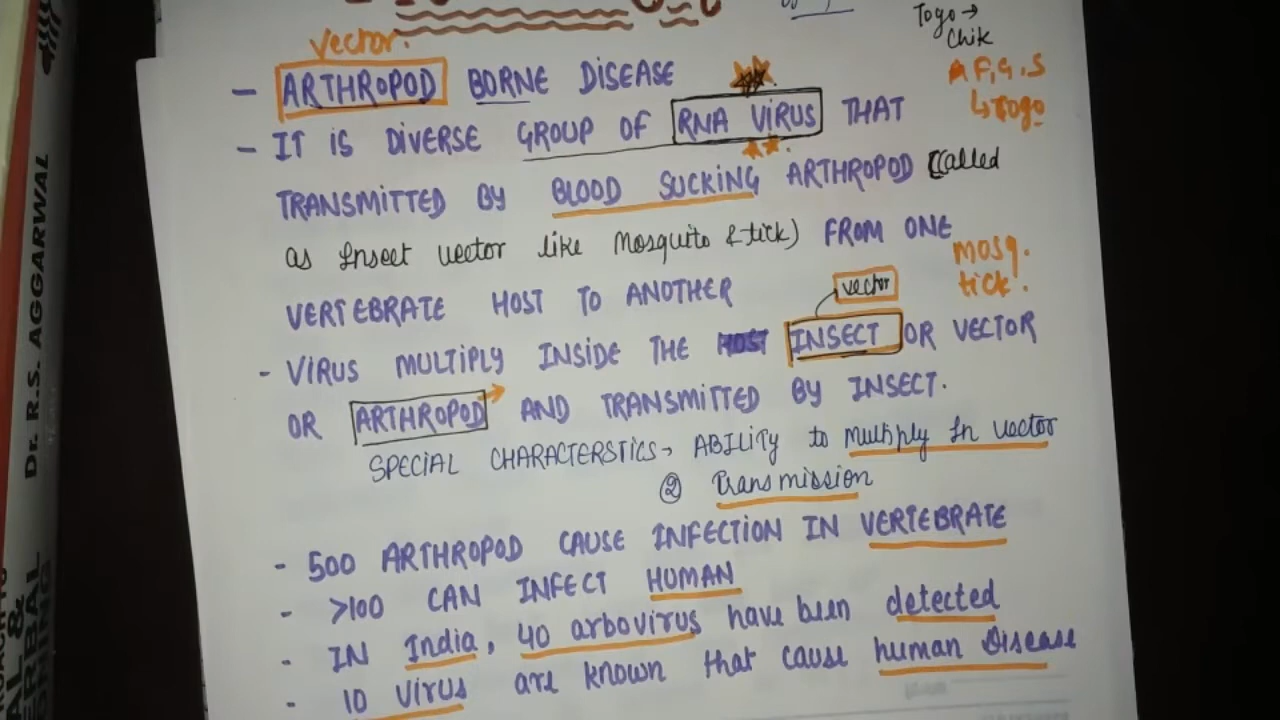 Togo →
Chik
F, G, S
↳ Togo
vector.
- ARTHROPOD BORNE DISEASE
- IT IS DIVERSE GROUP OF RNA VIRUS THAT
TRANSMITTED BY BLOOD SUCKING ARTHROPOD (called
as Insect vector like Mosquito & tick) FROM ONE
mosq.
tick.
VERTEBRATE HOST TO ANOTHER
vector
- VIRUS MULTIPLY INSIDE THE INSECT OR VECTOR
OR ARTHROPOD → AND TRANSMITTED BY INSECT.
SPECIAL CHARACTERSTICS → ABILITY to multiply In vector
② Transmission
- 500 ARTHROPOD CAUSE INFECTION IN VERTEBRATE
- >100 CAN INFECT HUMAN
- IN India, 40 arbovirus have been detected
- 10 virus are known that cause human Disease
Dr. R.S. AGGARWAL